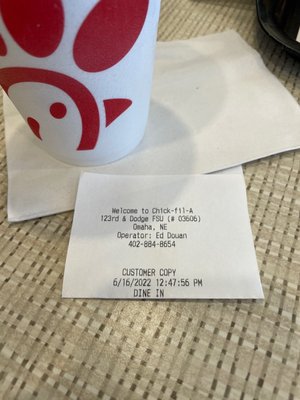 Welcome to Chick-fil-A
123rd & Dodge FSU (# 03606)
Omaha, NE
Operator: Ed Douan
402-884-8654
CUSTOMER COPY
6/16/2022 12:47:56 PM
DINE IN